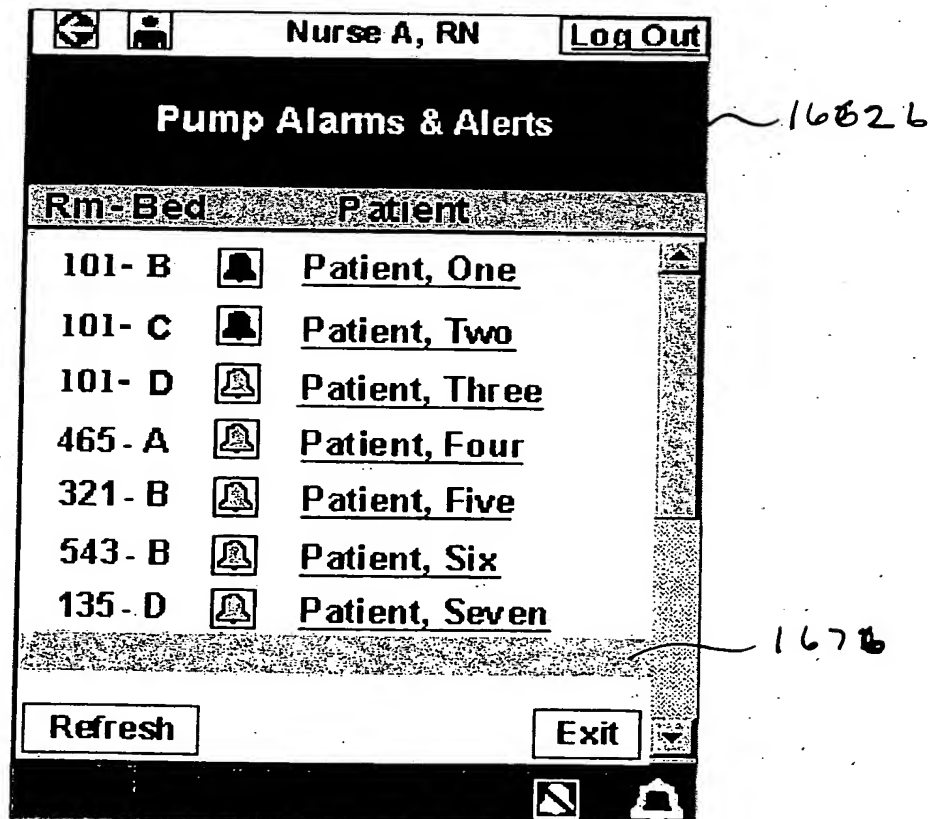 Nurse A, RN Log Out
Pump Alarms & Alerts
Rm - Bed Patient
101- B Patient, One
101- C Patient, Two
101- D Patient, Three
465 - A Patient, Four
321 - B Patient, Five
543 - B Patient, Six
135 - D Patient, Seven
Refresh Exit